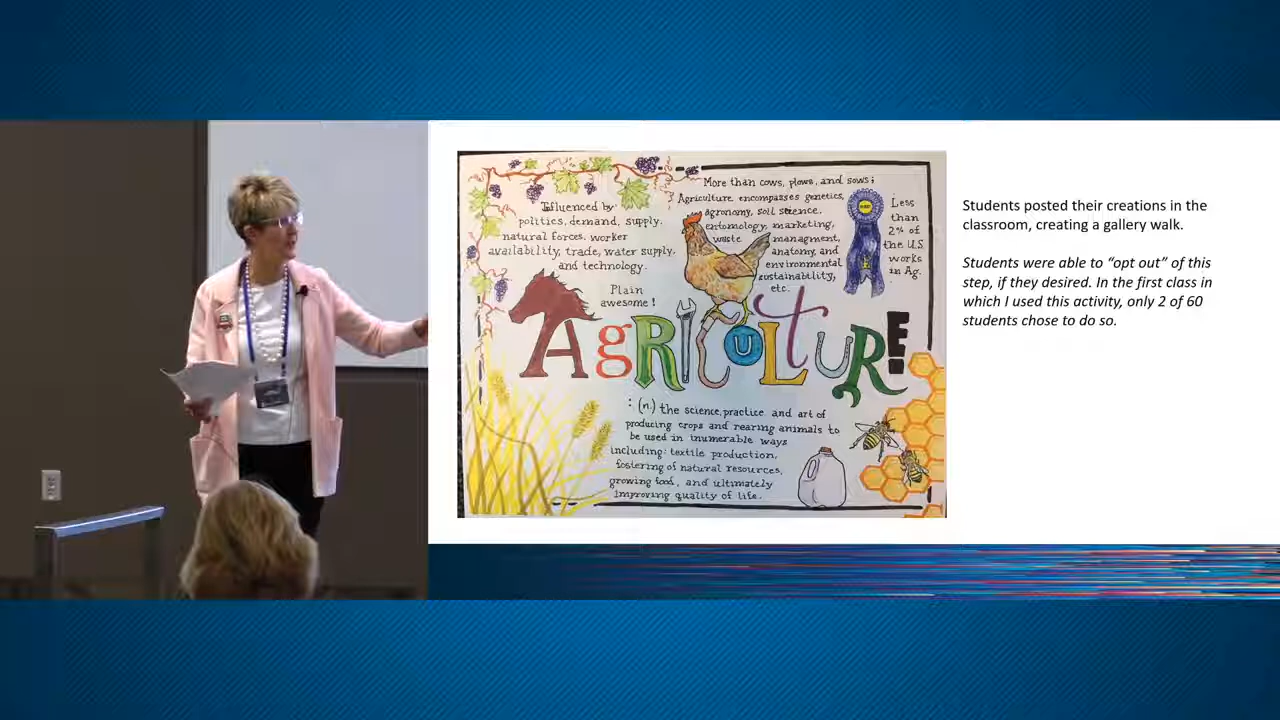 Influenced by:
politics, demand, supply,
natural forces, worker
availability, trade, water supply,
and technology.
Plain
awesome!
More than cows, plows, and sows;
Agriculture encompasses genetics,
agronomy, soil science,
entomology, marketing,
waste managment,
anatomy, and
environmental
sustainability,
etc.
Less
than
2% of
the U.S.
works
in Ag.
AgRICULTURE
: (n.) the science, practice and art of
producing crops and rearing animals to
be used in inumerable ways
including: textile production,
fostering of natural resources,
growing food, and ultimately
improving quality of life.
Students posted their creations in the
classroom, creating a gallery walk.
Students were able to “opt out” of this
step, if they desired. In the first class in
which I used this activity, only 2 of 60
students chose to do so.